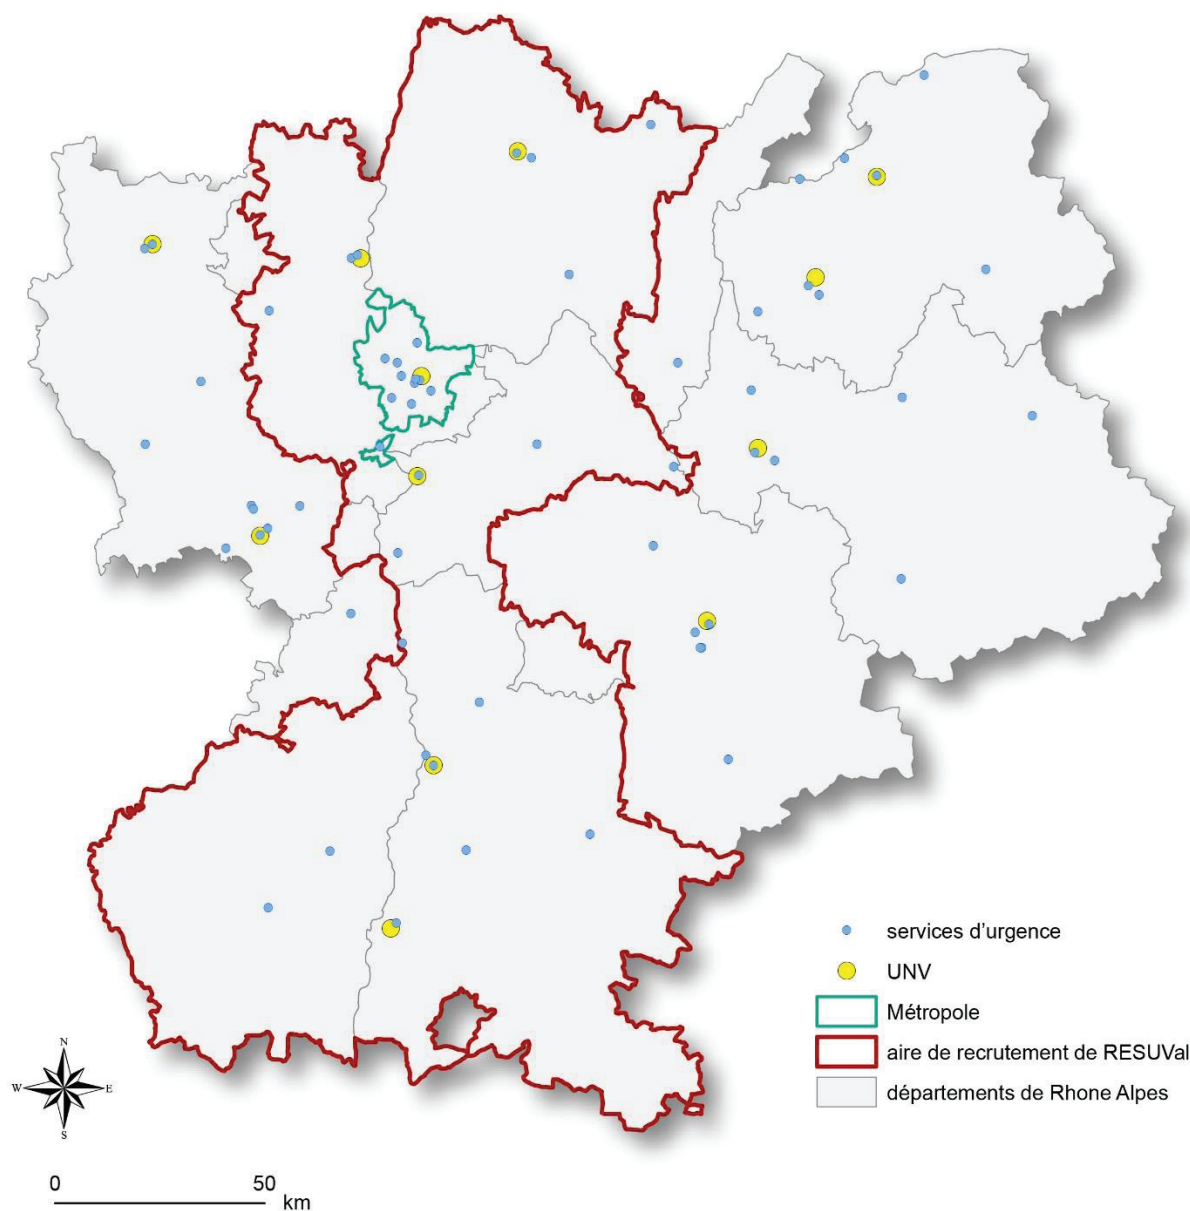 services d'urgence
UNV
Métropole
aire de recrutement de RESUVal
départements de Rhone Alpes
N
W E
S
0 50
km